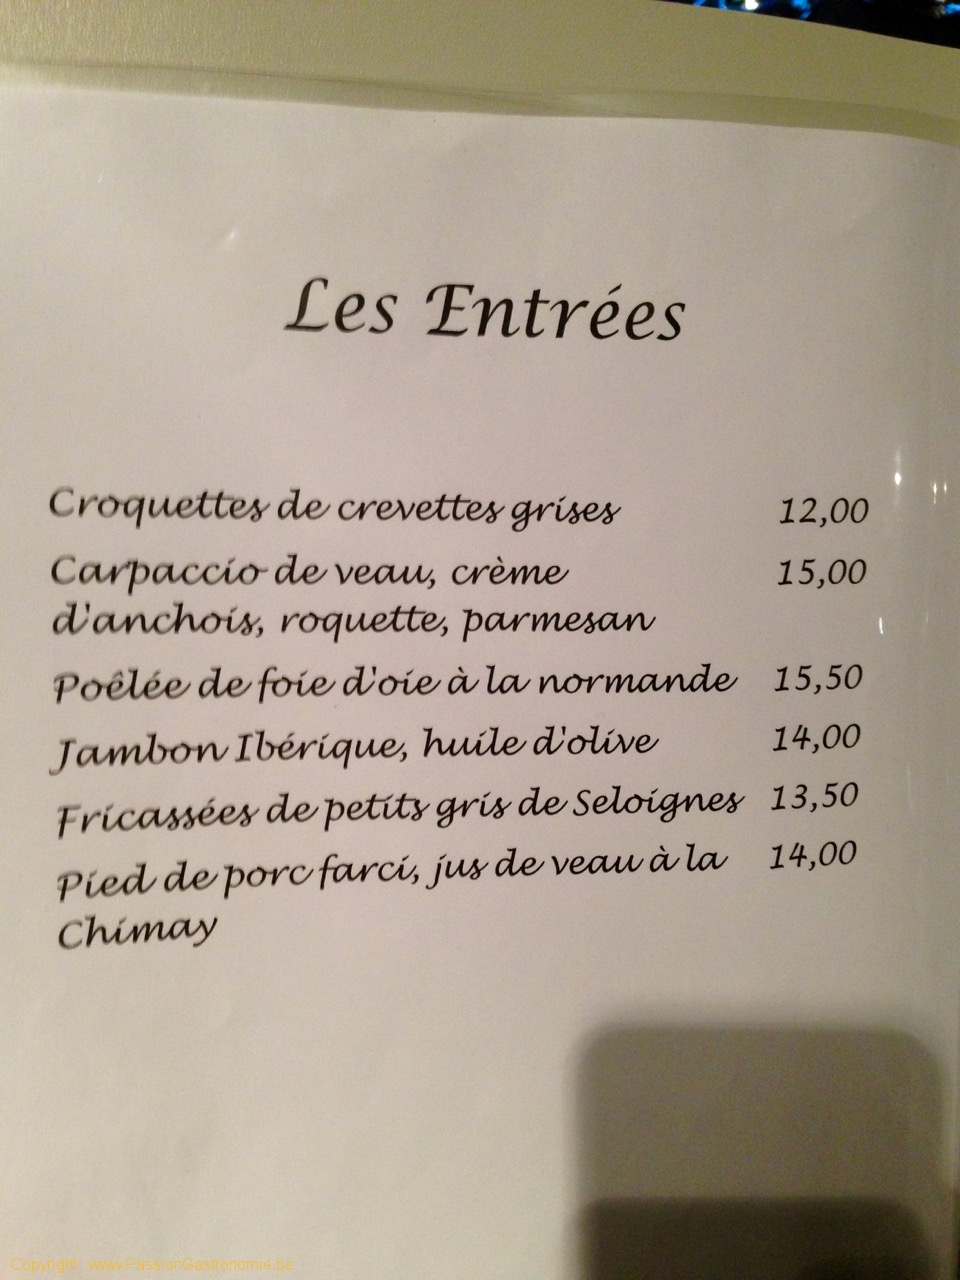 Les Entrées
Croquettes de crevettes grises 12,00
Carpaccio de veau, crème 15,00
d'anchois, roquette, parmesan
Poêlée de foie d'oie à la normande 15,50
Jambon Ibérique, huile d'olive 14,00
Fricassées de petits gris de Seloignes 13,50
Pied de porc farci, jus de veau à la 14,00
Chimay
Copyright : www.PassionGastronomie.be